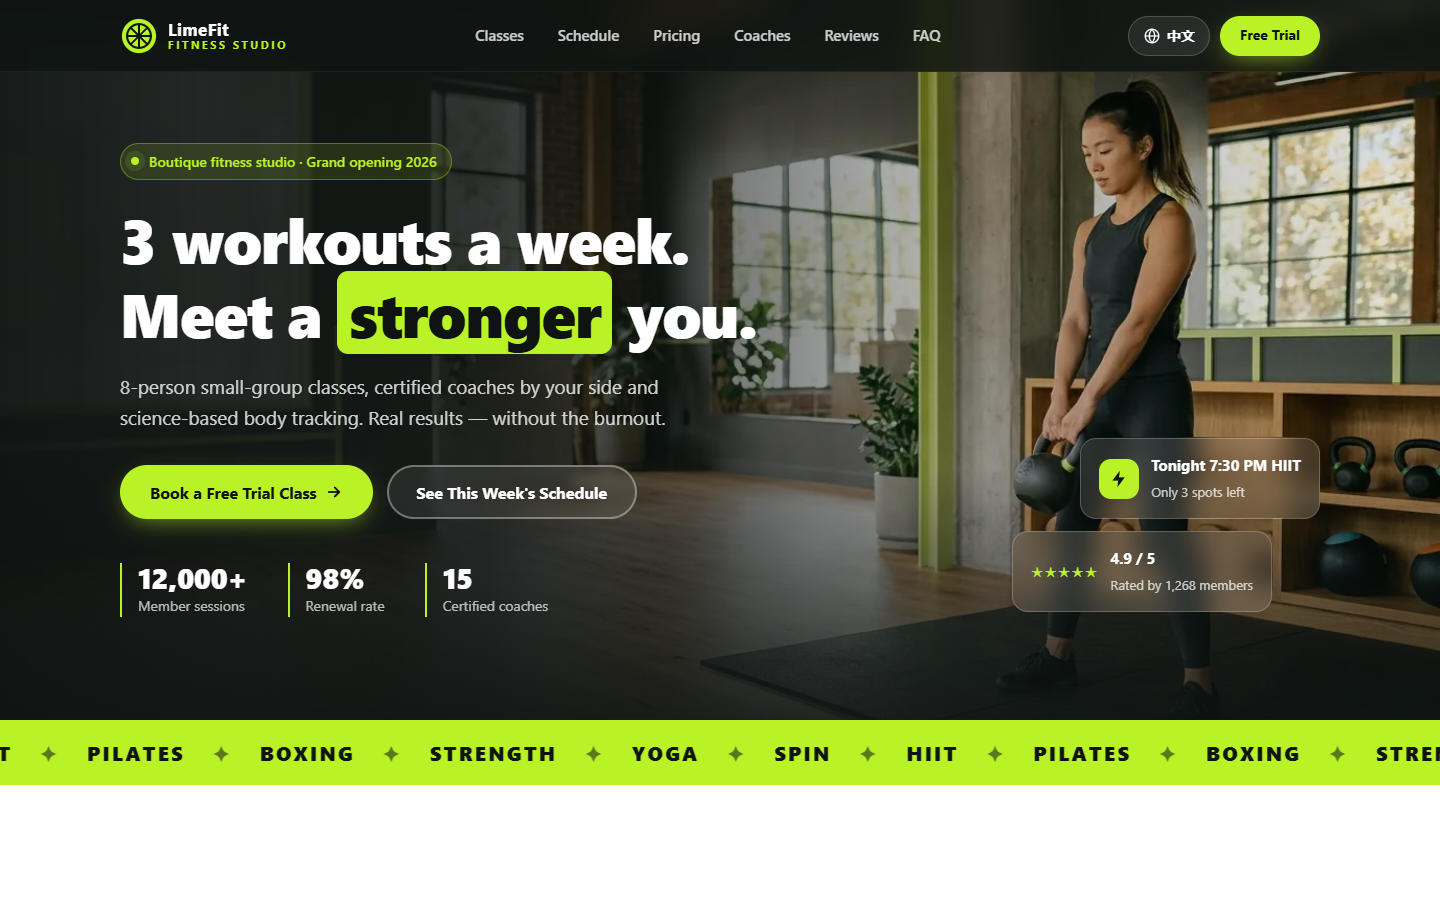 LimeFit
FITNESS STUDIO
Classes
Schedule
Pricing
Coaches
Reviews
FAQ
中文
Free Trial
Boutique fitness studio · Grand opening 2026
3 workouts a week.
Meet a stronger you.
8-person small-group classes, certified coaches by your side and
science-based body tracking. Real results — without the burnout.
Book a Free Trial Class →
See This Week's Schedule
12,000+
Member sessions
98%
Renewal rate
15
Certified coaches
Tonight 7:30 PM HIIT
Only 3 spots left
★★★★★
4.9 / 5
Rated by 1,268 members
T ✦ PILATES ✦ BOXING ✦ STRENGTH ✦ YOGA ✦ SPIN ✦ HIIT ✦ PILATES ✦ BOXING ✦ STRE